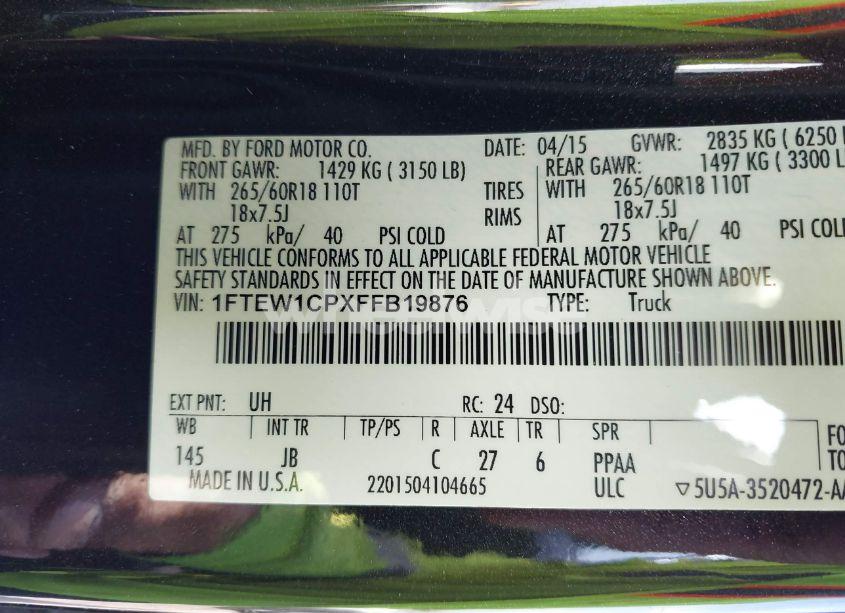 MFD. BY FORD MOTOR CO. DATE: 04/15 GVWR: 2835 KG ( 6250
FRONT GAWR: 1429 KG ( 3150 LB) REAR GAWR: 1497 KG ( 3300 L
WITH 265/60R18 110T TIRES WITH 265/60R18 110T
18x7.5J RIMS 18x7.5J
AT 275 kPa/ 40 PSI COLD AT 275 kPa/ 40 PSI COL
THIS VEHICLE CONFORMS TO ALL APPLICABLE FEDERAL MOTOR VEHICLE
SAFETY STANDARDS IN EFFECT ON THE DATE OF MANUFACTURE SHOWN ABOVE.
VIN: 1FTEW1CPXFFB19876 TYPE: Truck
EXT PNT: UH RC: 24 DSO:
WB INT TR TP/PS R AXLE TR SPR FO
145 JB C 27 6 PPAA TO
MADE IN U.S.A. 2201504104665 ULC ▽5U5A-3520472-A